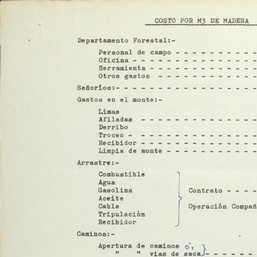 COSTO POR M3 DE MADERA
Departamento Forestal:-
Personal de campo - - - - - - - - -
Oficina - - - - - - - - - - - - - -
Herramienta - - - - - - - - - - - -
Otros gastos - - - - - - - - - - -
Señoríos:- - - - - - - - - - - - - -
Gastos en el monte:-
Limas - - - - - - - - - - - -
Afiladas - - - - - - - - - - -
Derribo - - - - - - - - - - -
Troceo - - - - - - - - - - - -
Recibidor - - - - - - - - - -
Limpia de monte - - - - - - -
Arrastre:-
Combustible
Agua
Gasolina Contrato - - - -
Aceite
Cable Operación Compañ
Tripulación
Recibidor
Caminos:-
Apertura de caminos o,
" " vías de saca - - - - -